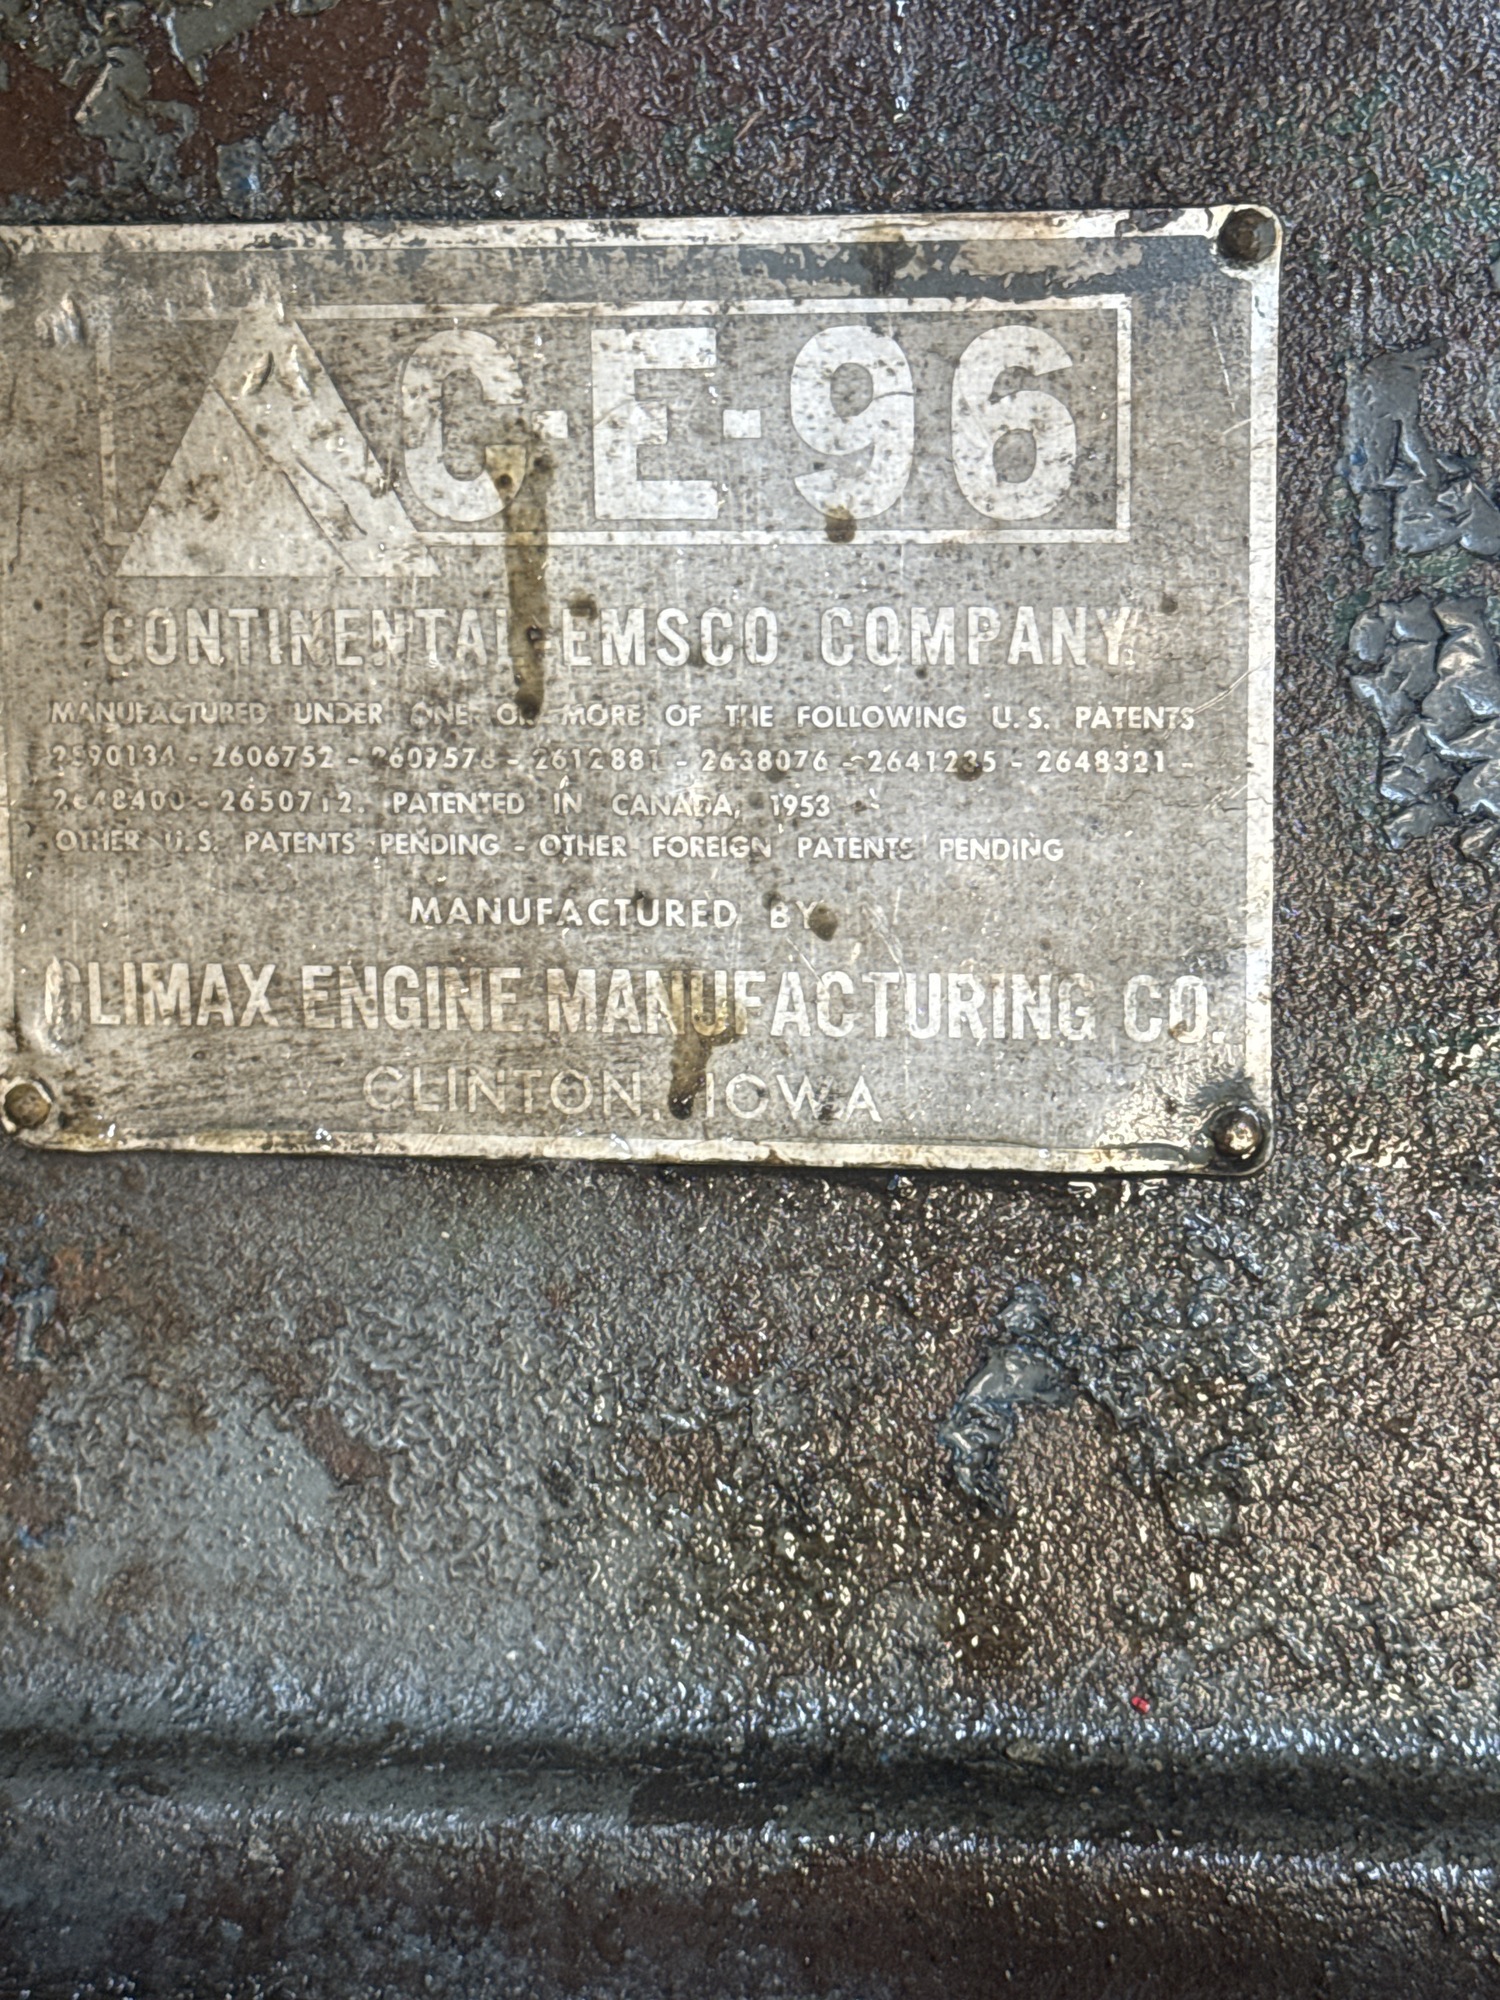 C-E-96
CONTINENTAL-EMSCO COMPANY
MANUFACTURED UNDER ONE OR MORE OF THE FOLLOWING U.S. PATENTS
2590134 - 2606752 - - 2612881 - 2638076 - 2641235 - 2648321 -
2648400 - 2650712. PATENTED IN CANADA, 1953
OTHER U.S. PATENTS PENDING - OTHER FOREIGN PATENTS PENDING
MANUFACTURED BY
CLIMAX ENGINE MANUFACTURING CO.
CLINTON, IOWA